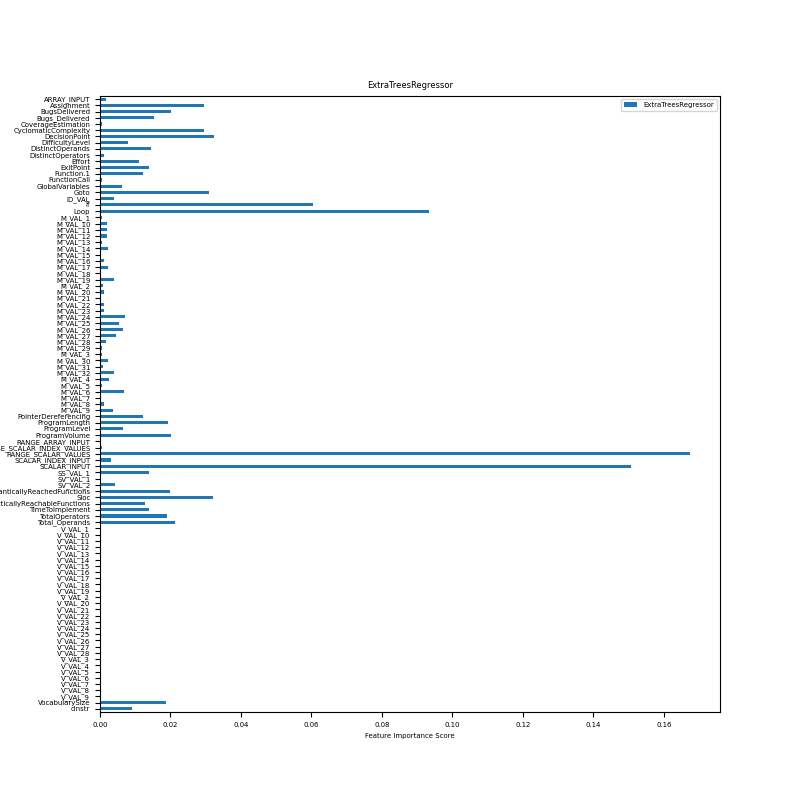 ExtraTreesRegressor
ExtraTreesRegressor
ARRAY_INPUT
Assignment
BugsDelivered
Bugs_Delivered
CoverageEstimation
CyclomaticComplexity
DecisionPoint
DifficultyLevel
DistinctOperands
DistinctOperators
Effort
ExitPoint
Function.1
FunctionCall
GlobalVariables
Goto
ID_VAL
If
Loop
M_VAL_1
M_VAL_10
M_VAL_11
M_VAL_12
M_VAL_13
M_VAL_14
M_VAL_15
M_VAL_16
M_VAL_17
M_VAL_18
M_VAL_19
M_VAL_2
M_VAL_20
M_VAL_21
M_VAL_22
M_VAL_23
M_VAL_24
M_VAL_25
M_VAL_26
M_VAL_27
M_VAL_28
M_VAL_29
M_VAL_3
M_VAL_30
M_VAL_31
M_VAL_32
M_VAL_4
M_VAL_5
M_VAL_6
M_VAL_7
M_VAL_8
M_VAL_9
PointerDereferencing
ProgramLength
ProgramLevel
ProgramVolume
RANGE_ARRAY_INPUT
E_SCALAR_INDEX_VALUES
RANGE_SCALAR_VALUES
SCALAR_INDEX_INPUT
SCALAR_INPUT
SS_VAL_1
SV_VAL_1
SV_VAL_2
anticallyReachedFunctions
Sloc
ticallyReachableFunctions
TimeToImplement
TotalOperators
Total_Operands
V_VAL_1
V_VAL_10
V_VAL_11
V_VAL_12
V_VAL_13
V_VAL_14
V_VAL_15
V_VAL_16
V_VAL_17
V_VAL_18
V_VAL_19
V_VAL_2
V_VAL_20
V_VAL_21
V_VAL_22
V_VAL_23
V_VAL_24
V_VAL_25
V_VAL_26
V_VAL_27
V_VAL_28
V_VAL_3
V_VAL_4
V_VAL_5
V_VAL_6
V_VAL_7
V_VAL_8
V_VAL_9
VocabularySize
cinstr
0.00 0.02 0.04 0.06 0.08 0.10 0.12 0.14 0.16
Feature Importance Score